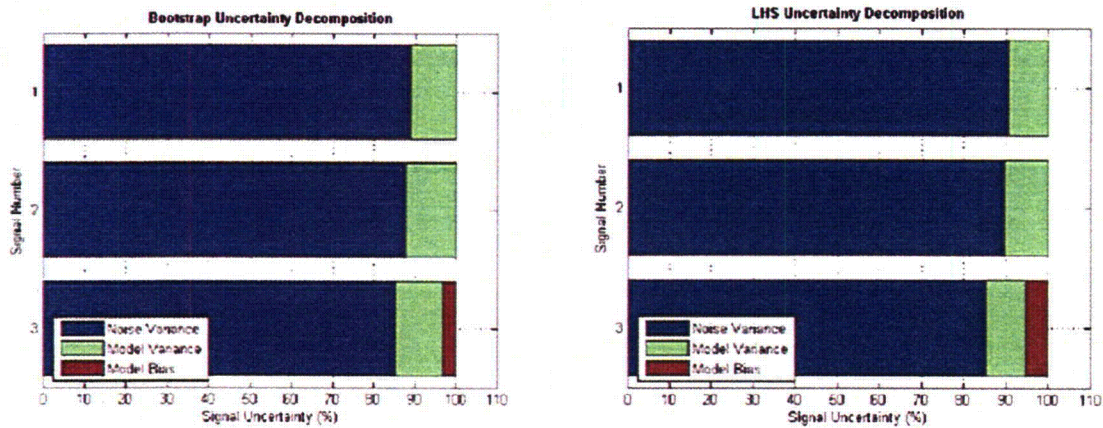 Bootstrap Uncertainty Decomposition
1
2
3
Signal Number
Noise Variance
Model Variance
Model Bias
0 10 20 30 40 50 60 70 80 90 100 110
Signal Uncertainty (%)
LHS Uncertainty Decomposition
1
2
3
Signal Number
Noise Variance
Model Variance
Model Bias
0 10 20 30 40 50 60 70 80 90 100 110
Signal Uncertainty (%)